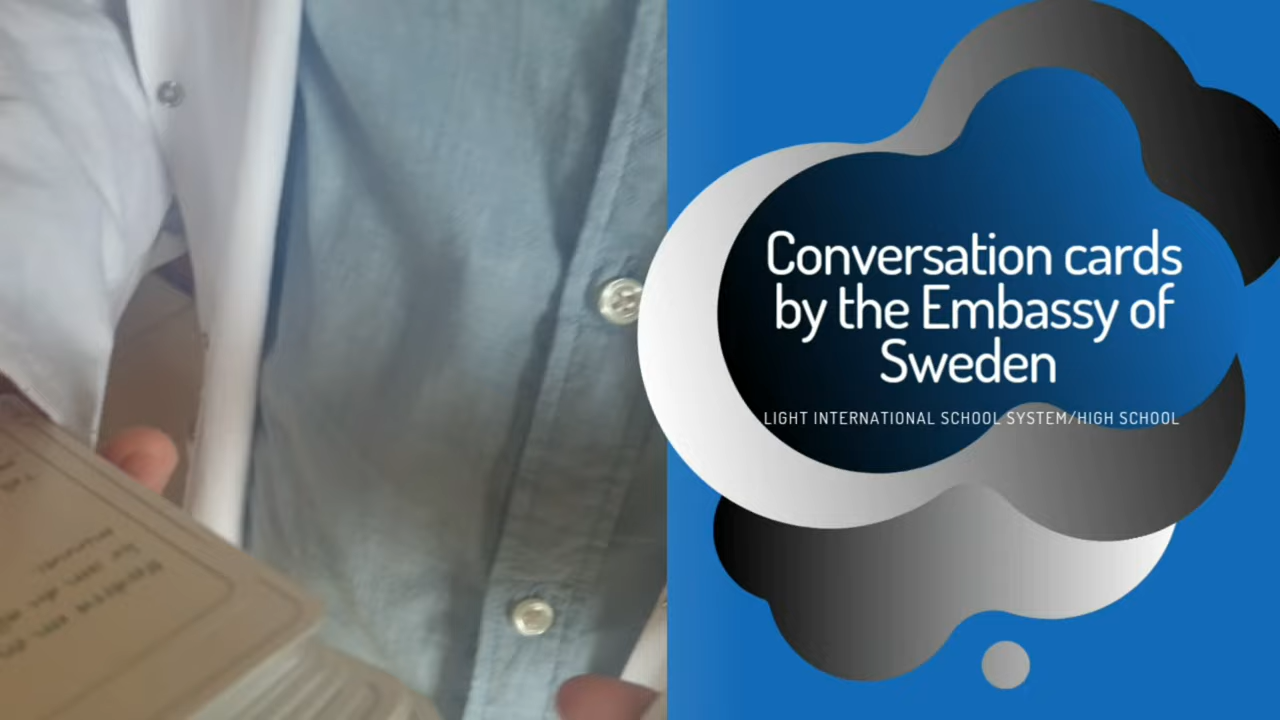 Conversation cards
by the Embassy of
Sweden
LIGHT INTERNATIONAL SCHOOL SYSTEM/HIGH SCHOOL